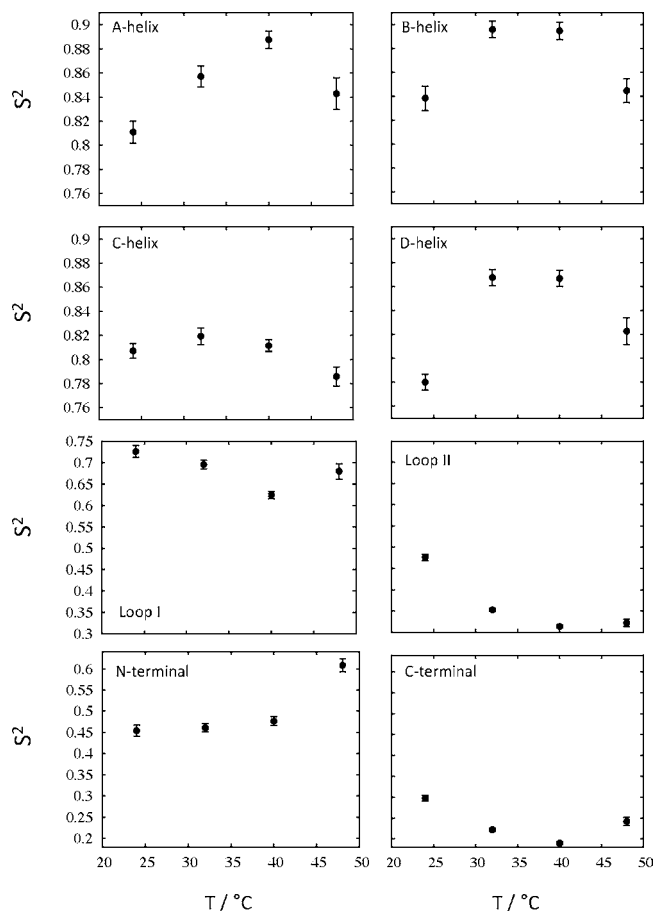 A-helix
B-helix
S²
0.9
0.88
0.86
0.84
0.82
0.8
0.78
0.76
C-helix
D-helix
S²
0.9
0.88
0.86
0.84
0.82
0.8
0.78
0.76
Loop I
Loop II
S²
0.75
0.7
0.65
0.6
0.55
0.5
0.45
0.4
0.35
0.3
N-terminal
C-terminal
S²
0.6
0.55
0.5
0.45
0.4
0.35
0.3
0.25
0.2
20 25 30 35 40 45 50
20 25 30 35 40 45 50
T / °C
T / °C